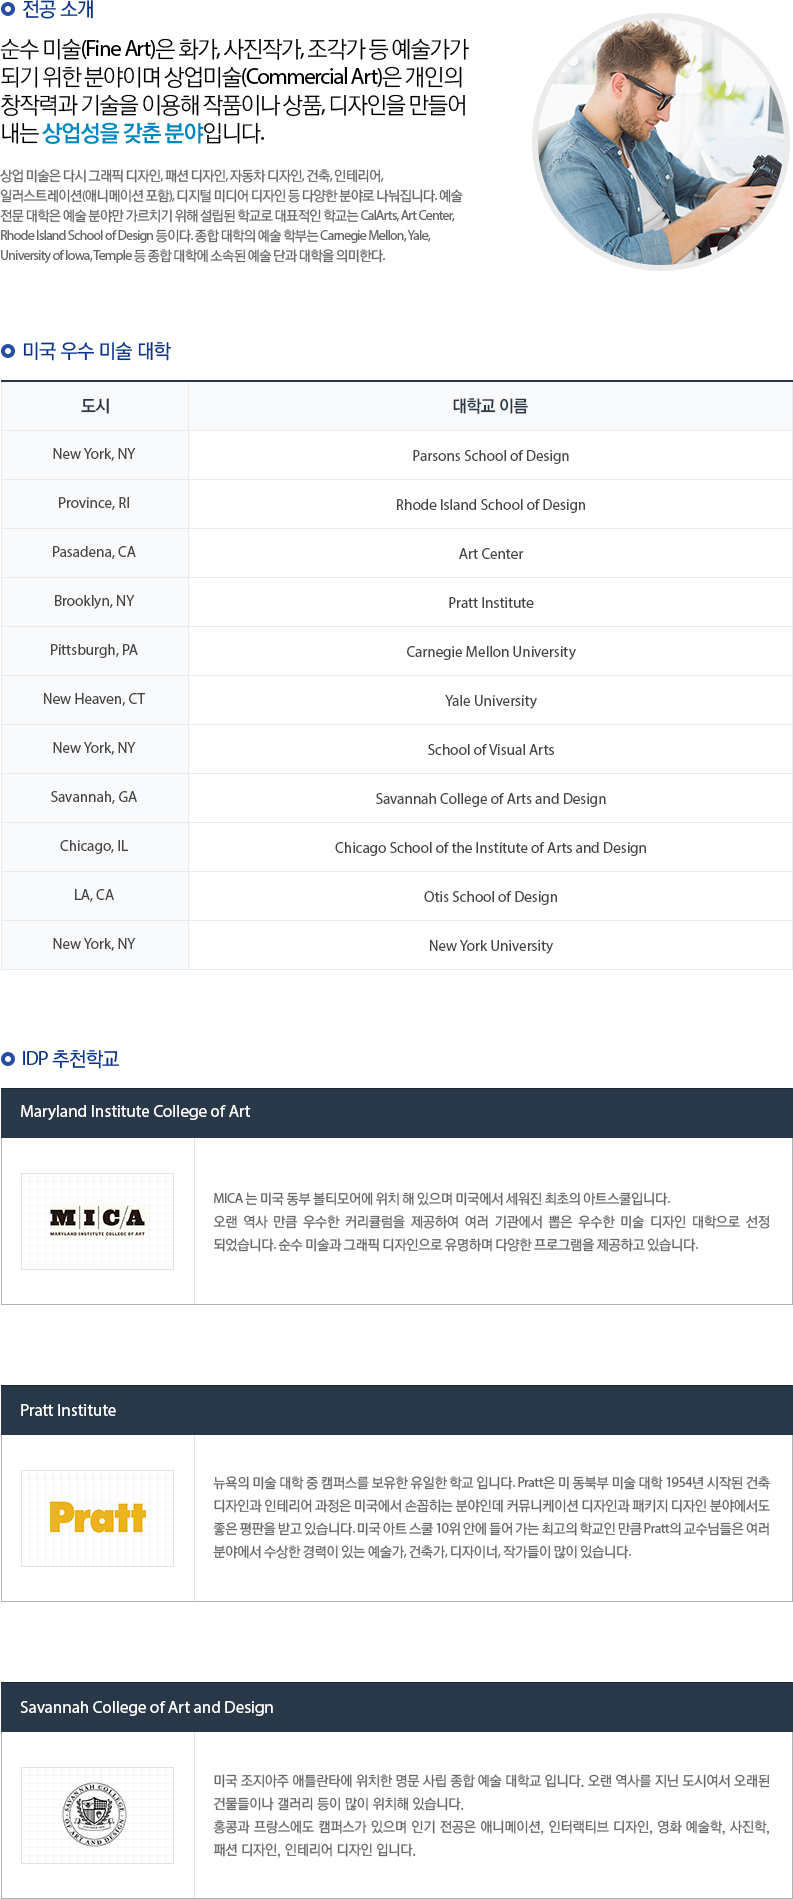 전공 소개
순수 미술(Fine Art)은 화가, 사진작가, 조각가 등 예술가가
되기 위한 분야이며 상업미술(Commercial Art)은 개인의
창작력과 기술을 이용해 작품이나 상품, 디자인을 만들어
내는 상업성을 갖춘 분야입니다.
상업 미술은 다시 그래픽 디자인, 패션 디자인, 자동차 디자인, 건축, 인테리어,
일러스트레이션(애니메이션 포함), 디지털 미디어 디자인 등 다양한 분야로 나눠집니다. 예술
전문 대학은 예술 분야만 가르치기 위해 설립된 학교로 대표적인 학교는 CalArts, Art Center,
Rhode Island School of Design 등이다. 종합 대학의 예술 학부는 Carnegie Mellon, Yale,
University of Iowa, Temple 등 종합 대학에 소속된 예술 단과 대학을 의미한다.
미국 우수 미술 대학
도시 대학교 이름
New York, NY Parsons School of Design
Province, RI Rhode Island School of Design
Pasadena, CA Art Center
Brooklyn, NY Pratt Institute
Pittsburgh, PA Carnegie Mellon University
New Heaven, CT Yale University
New York, NY School of Visual Arts
Savannah, GA Savannah College of Arts and Design
Chicago, IL Chicago School of the Institute of Arts and Design
LA, CA Otis School of Design
New York, NY New York University
IDP 추천학교
Maryland Institute College of Art
MICA
MARYLAND INSTITUTE COLLEGE OF ART
MICA 는 미국 동부 볼티모어에 위치 해 있으며 미국에서 세워진 최초의 아트스쿨입니다.
오랜 역사 만큼 우수한 커리큘럼을 제공하여 여러 기관에서 뽑은 우수한 미술 디자인 대학으로 선정
되었습니다. 순수 미술과 그래픽 디자인으로 유명하며 다양한 프로그램을 제공하고 있습니다.
Pratt Institute
Pratt
뉴욕의 미술 대학 중 캠퍼스를 보유한 유일한 학교 입니다. Pratt은 미 동북부 미술 대학 1954년 시작된 건축
디자인과 인테리어 과정은 미국에서 손꼽히는 분야인데 커뮤니케이션 디자인과 패키지 디자인 분야에서도
좋은 평판을 받고 있습니다. 미국 아트 스쿨 10위 안에 들어 가는 최고의 학교인 만큼 Pratt의 교수님들은 여러
분야에서 수상한 경력이 있는 예술가, 건축가, 디자이너, 작가들이 많이 있습니다.
Savannah College of Art and Design
SAVANNAH COLLEGE OF ART AND DESIGN
미국 조지아주 애틀란타에 위치한 명문 사립 종합 예술 대학교 입니다. 오랜 역사를 지닌 도시여서 오래된
건물들이나 갤러리 등이 많이 위치해 있습니다.
홍콩과 프랑스에도 캠퍼스가 있으며 인기 전공은 애니메이션, 인터랙티브 디자인, 영화 예술학, 사진학,
패션 디자인, 인테리어 디자인 입니다.